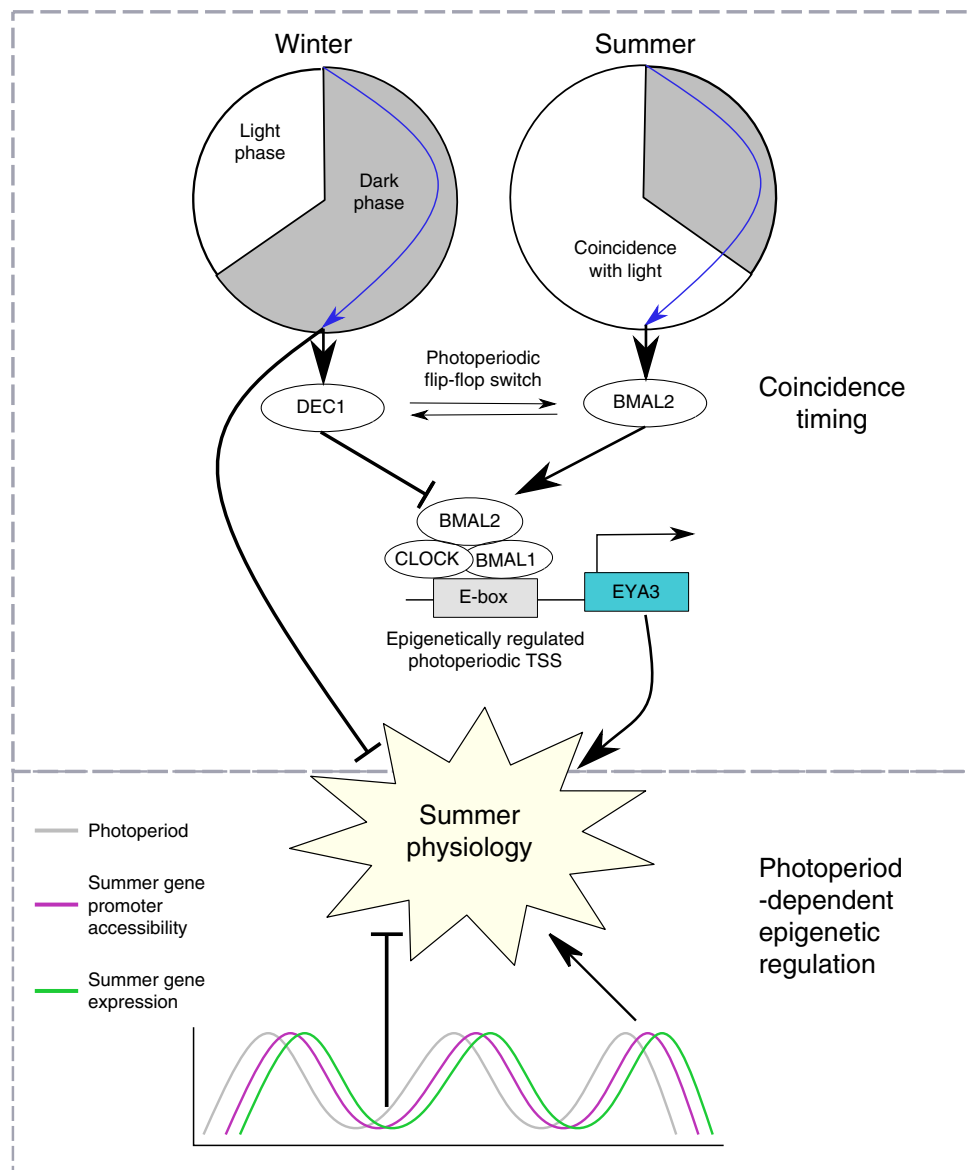 Winter
Summer
Light
phase
Dark
phase
Coincidence
with light
Photoperiodic
flip-flop switch
DEC1
BMAL2
Coincidence
timing
BMAL2
CLOCK
BMAL1
E-box
EYA3
Epigenetically regulated
photoperiodic TSS
Summer
physiology
Photoperiod
Summer gene
promoter
accessibility
Summer gene
expression
Photoperiod
-dependent
epigenetic
regulation